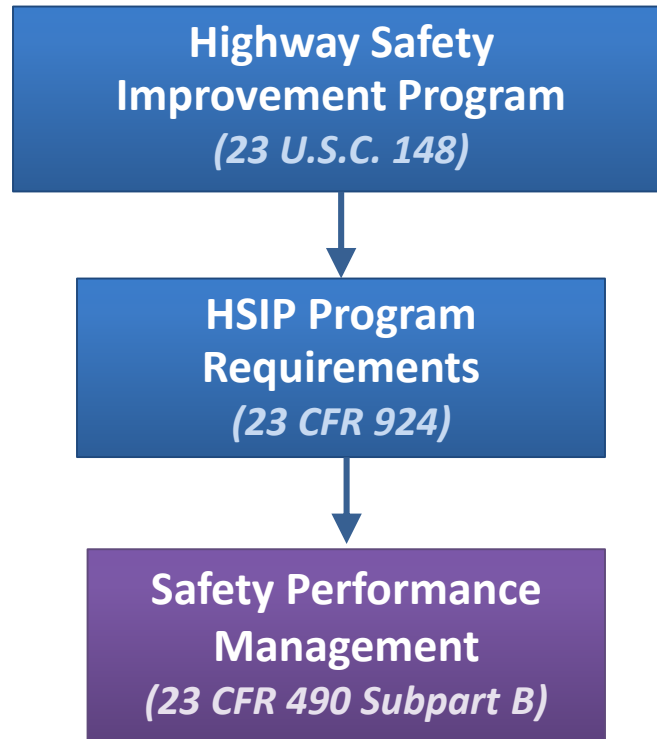 Highway Safety
Improvement Program
(23 U.S.C. 148)
HSIP Program
Requirements
(23 CFR 924)
Safety Performance
Management
(23 CFR 490 Subpart B)